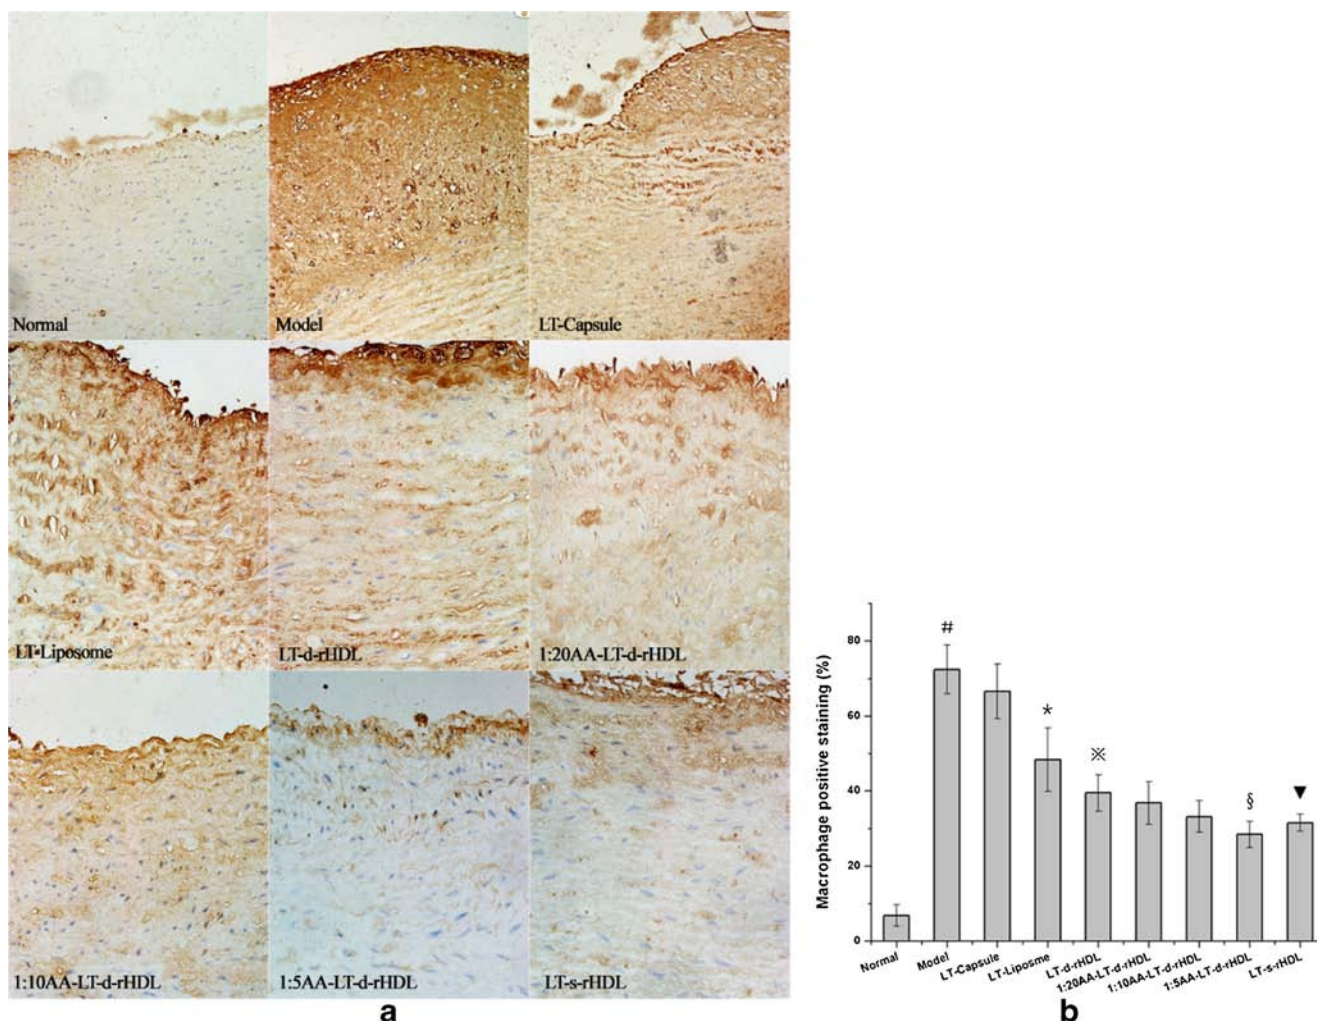 Normal
Model
LT-Capsule
LT-Liposome
LT-d-rHDL
1:20AA-LT-d-rHDL
1:10AA-LT-d-rHDL
1:5AA-LT-d-rHDL
LT-s-rHDL
a
Macrophage positive staining (%)
80
60
40
20
0
#
*
※
§
▼
Normal
Model
LT-Capsule
LT-Liposme
LT-d-rHDL
1:20AA-LT-d-rHDL
1:10AA-LT-d-rHDL
1:5AA-LT-d-rHDL
LT-s-rHDL
b